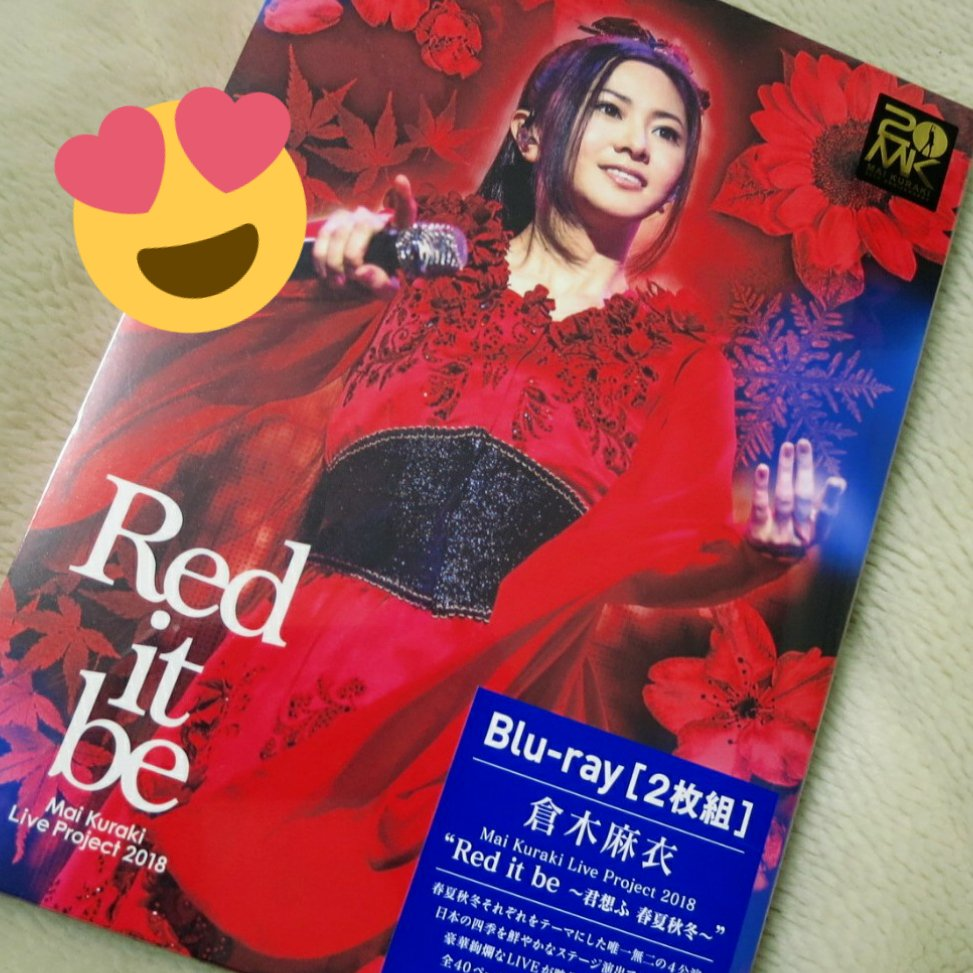 20
MK
MAI KURAKI
Red
it
be
Mai Kuraki
Live Project 2018
Blu-ray [2枚組]
倉木麻衣
Mai Kuraki Live Project 2018
“Red it be ～君想ふ 春夏秋冬～”
春夏秋冬それぞれをテーマにした唯一無二の4公演
日本の四季を鮮やかなステージ演出
豪華絢爛なLIVEが
全40ペ